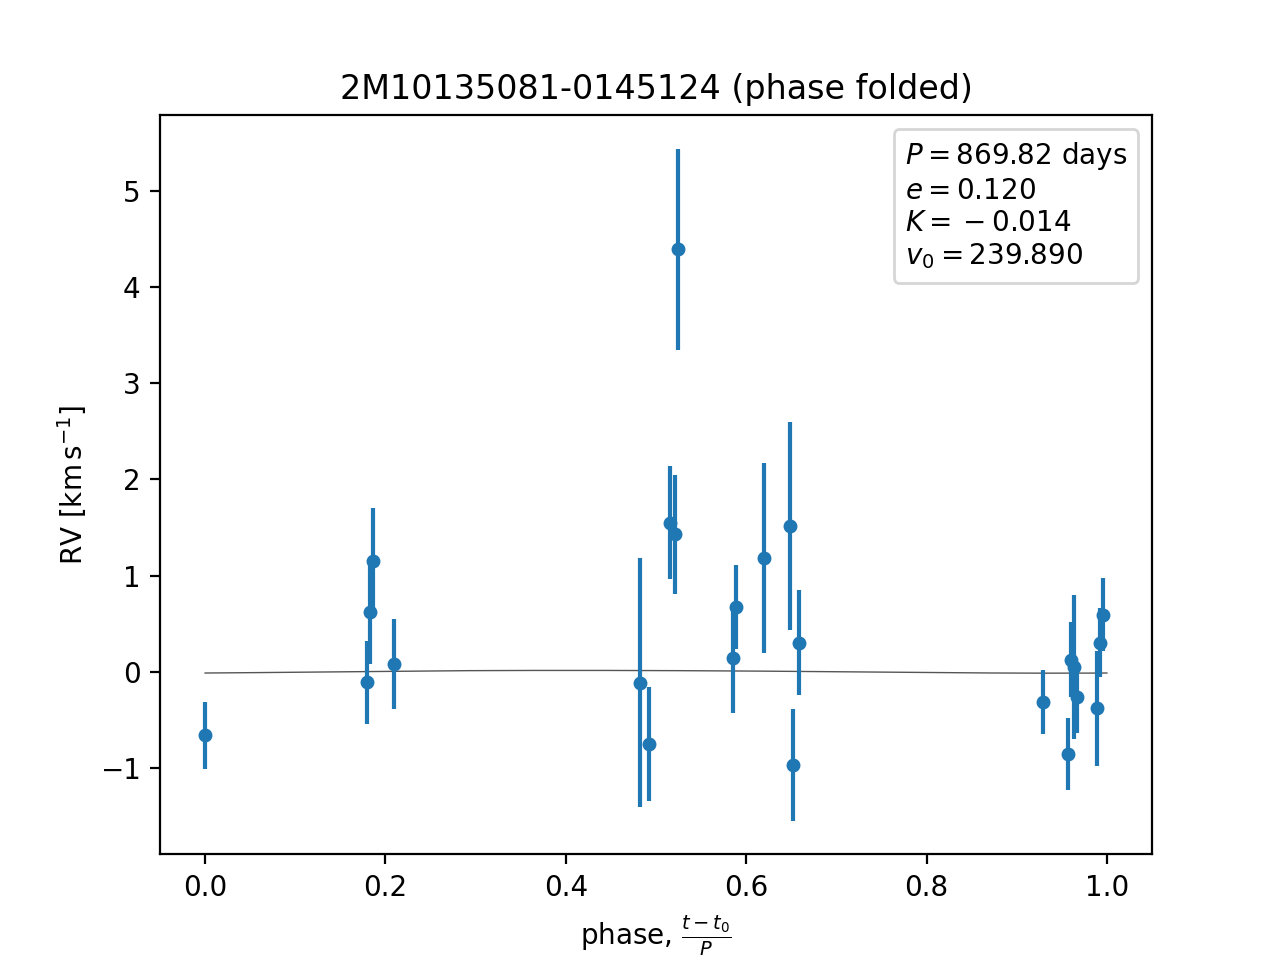 2M10135081-0145124 (phase folded)
P = 869.82 days
e = 0.120
K = −0.014
v₀ = 239.890
5
4
3
2
1
0
−1
RV [km s⁻¹]
0.0 0.2 0.4 0.6 0.8 1.0
phase, (t − t₀)/P